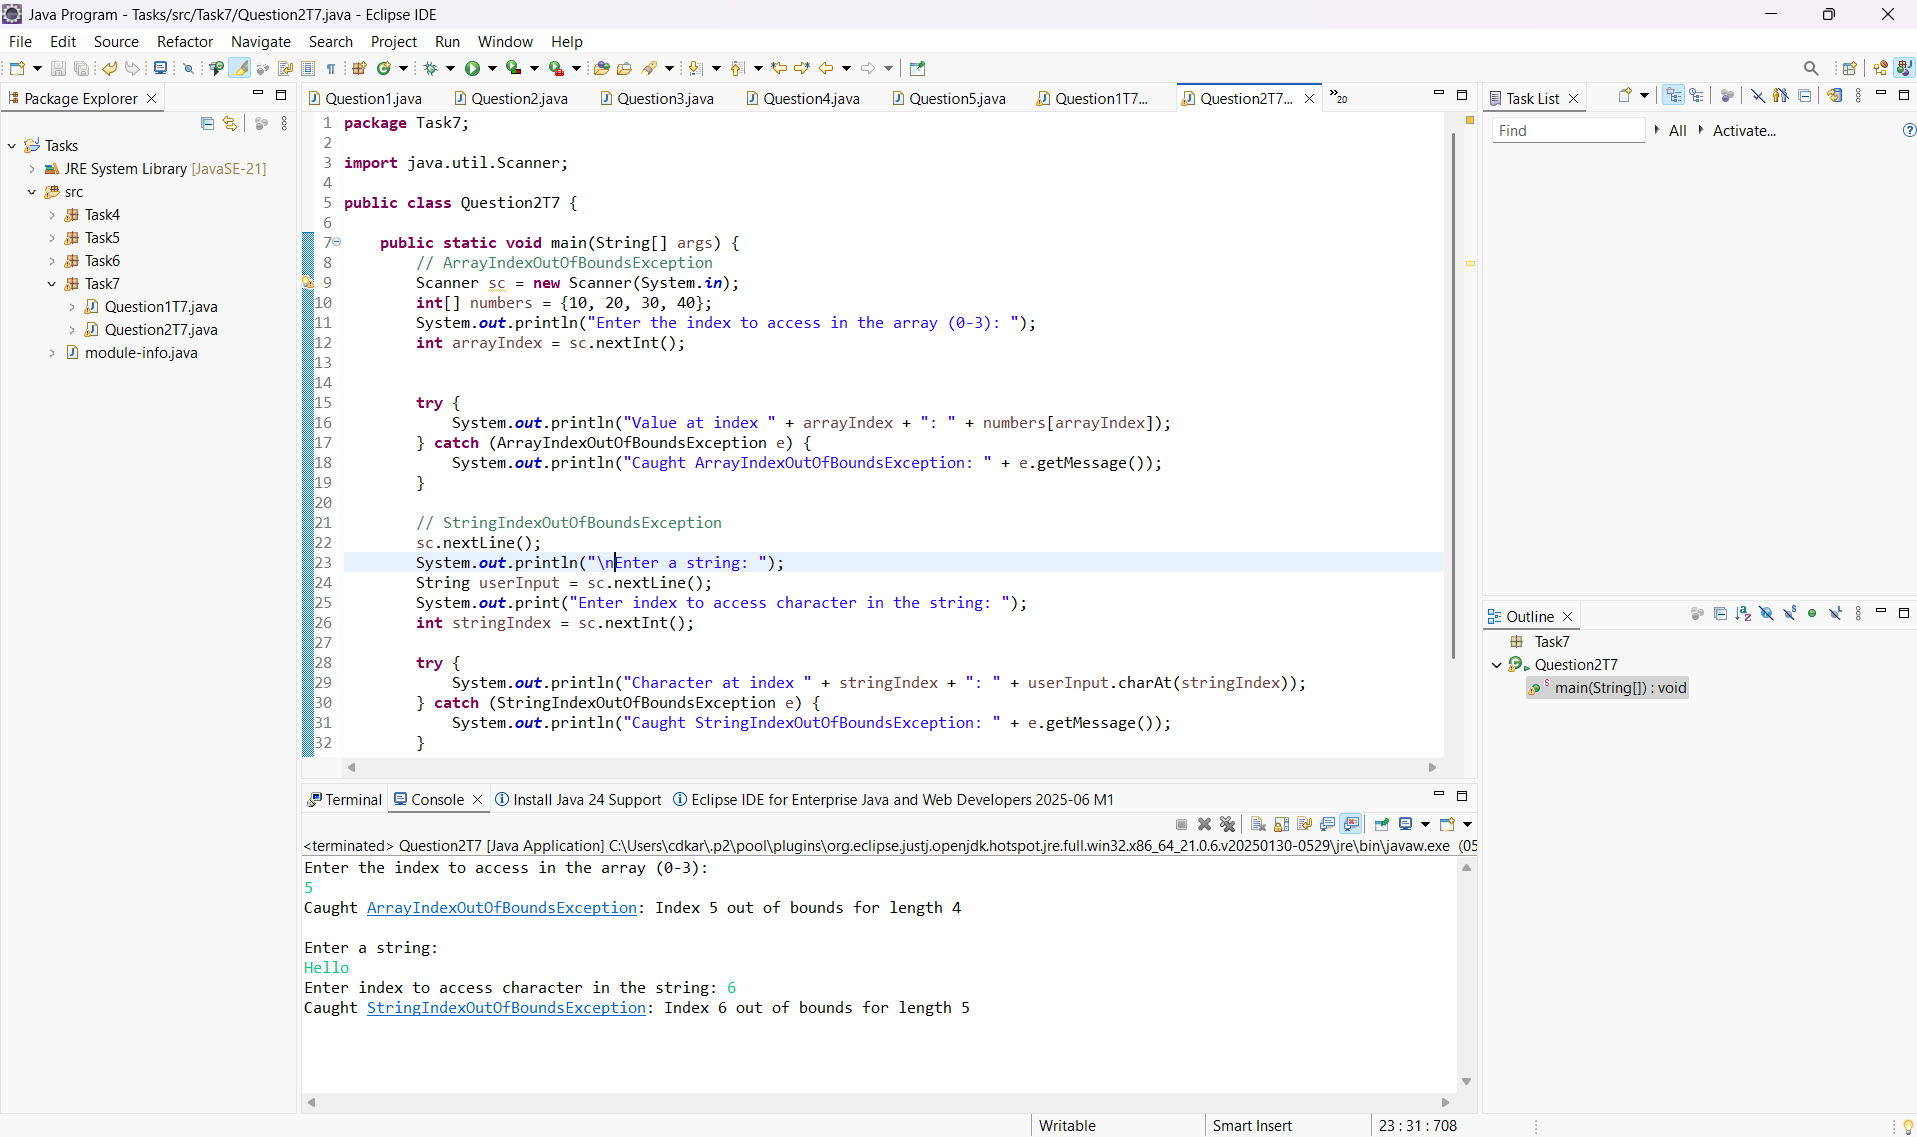 Java Program - Tasks/src/Task7/Question2T7.java - Eclipse IDE
File Edit Source Refactor Navigate Search Project Run Window Help
Package Explorer
Tasks
JRE System Library [JavaSE-21]
src
Task4
Task5
Task6
Task7
Question1T7.java
Question2T7.java
module-info.java
Question1.java Question2.java Question3.java Question4.java Question5.java Question1T7... Question2T7... »20
1 package Task7;
2
3 import java.util.Scanner;
4
5 public class Question2T7 {
6
7 public static void main(String[] args) {
8 // ArrayIndexOutOfBoundsException
9 Scanner sc = new Scanner(System.in);
10 int[] numbers = {10, 20, 30, 40};
11 System.out.println("Enter the index to access in the array (0-3): ");
12 int arrayIndex = sc.nextInt();
13
14
15 try {
16 System.out.println("Value at index " + arrayIndex + ": " + numbers[arrayIndex]);
17 } catch (ArrayIndexOutOfBoundsException e) {
18 System.out.println("Caught ArrayIndexOutOfBoundsException: " + e.getMessage());
19 }
20
21 // StringIndexOutOfBoundsException
22 sc.nextLine();
23 System.out.println("\nEnter a string: ");
24 String userInput = sc.nextLine();
25 System.out.print("Enter index to access character in the string: ");
26 int stringIndex = sc.nextInt();
27
28 try {
29 System.out.println("Character at index " + stringIndex + ": " + userInput.charAt(stringIndex));
30 } catch (StringIndexOutOfBoundsException e) {
31 System.out.println("Caught StringIndexOutOfBoundsException: " + e.getMessage());
32 }
Terminal Console Install Java 24 Support Eclipse IDE for Enterprise Java and Web Developers 2025-06 M1
<terminated> Question2T7 [Java Application] C:\Users\cdkar\.p2\pool\plugins\org.eclipse.justj.openjdk.hotspot.jre.full.win32.x86_64_21.0.6.v20250130-0529\jre\bin\javaw.exe (05
Enter the index to access in the array (0-3):
5
Caught ArrayIndexOutOfBoundsException: Index 5 out of bounds for length 4
Enter a string:
Hello
Enter index to access character in the string: 6
Caught StringIndexOutOfBoundsException: Index 6 out of bounds for length 5
Task List
Find All Activate...
Outline
Task7
Question2T7
main(String[]) : void
Writable Smart Insert 23 : 31 : 708